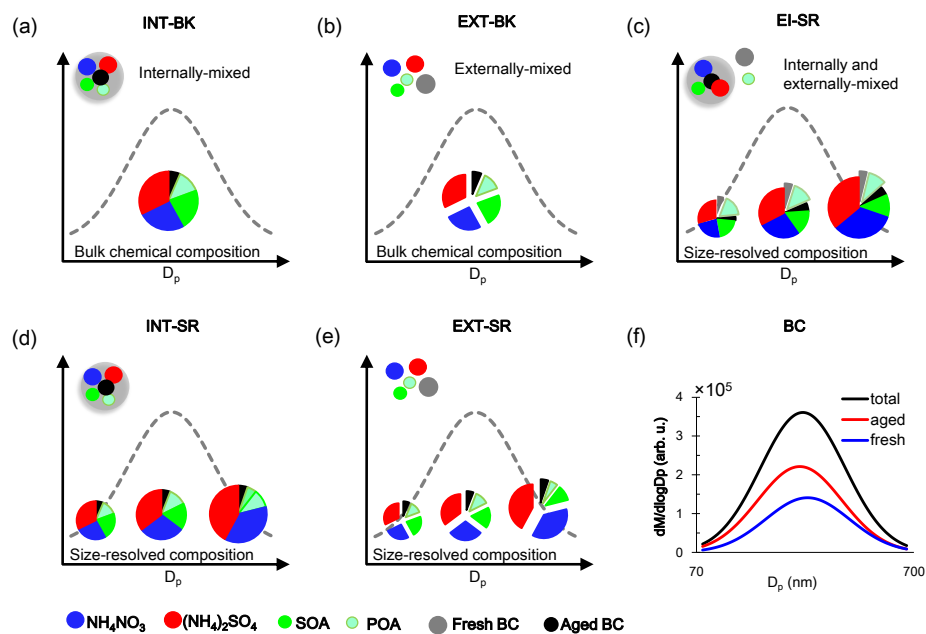 (a) INT-BK
Internally-mixed
Bulk chemical composition
Dp
(b) EXT-BK
Externally-mixed
Bulk chemical composition
Dp
(c) EI-SR
Internally and
externally-mixed
Size-resolved composition
Dp
(d) INT-SR
Size-resolved composition
Dp
(e) EXT-SR
Size-resolved composition
Dp
(f) BC
×10⁵
4
3
2
1
0
dM/dlogDp (arb. u.)
total
aged
fresh
70 700
Dp (nm)
NH₄NO₃ (NH₄)₂SO₄ SOA POA Fresh BC Aged BC